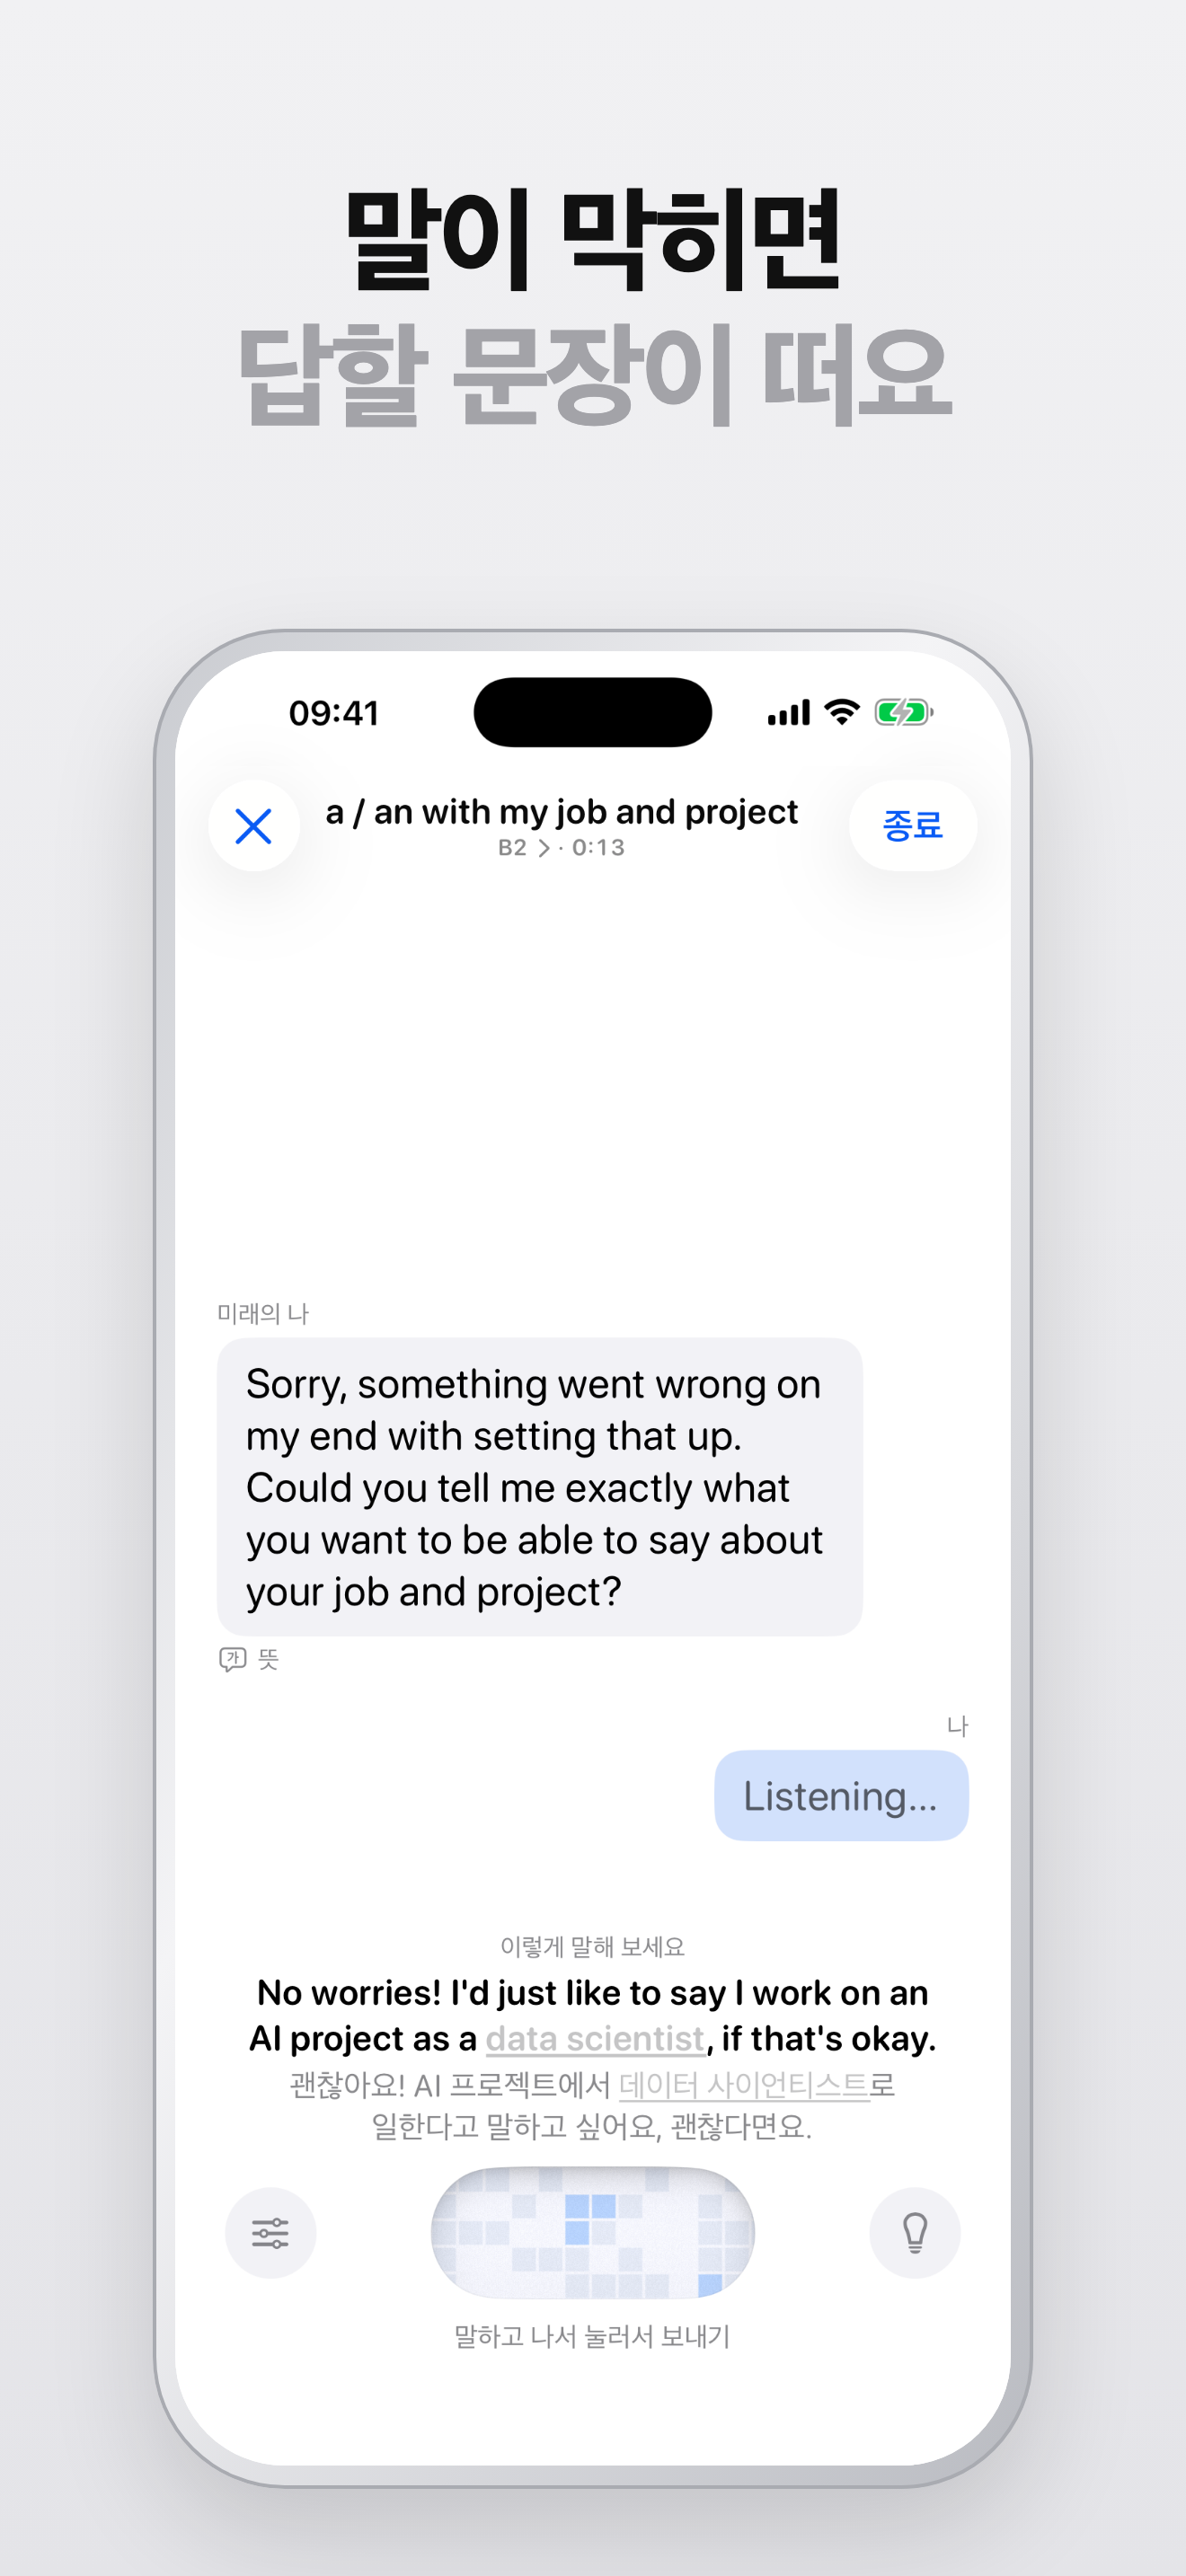 말이 막히면
답할 문장이 떠요
09:41
a / an with my job and project
B2 > · 0:13
종료
미래의 나
Sorry, something went wrong on
my end with setting that up.
Could you tell me exactly what
you want to be able to say about
your job and project?
가 뜻
나
Listening...
이렇게 말해 보세요
No worries! I'd just like to say I work on an
AI project as a data scientist, if that's okay.
괜찮아요! AI 프로젝트에서 데이터 사이언티스트로
일한다고 말하고 싶어요, 괜찮다면요.
말하고 나서 눌러서 보내기